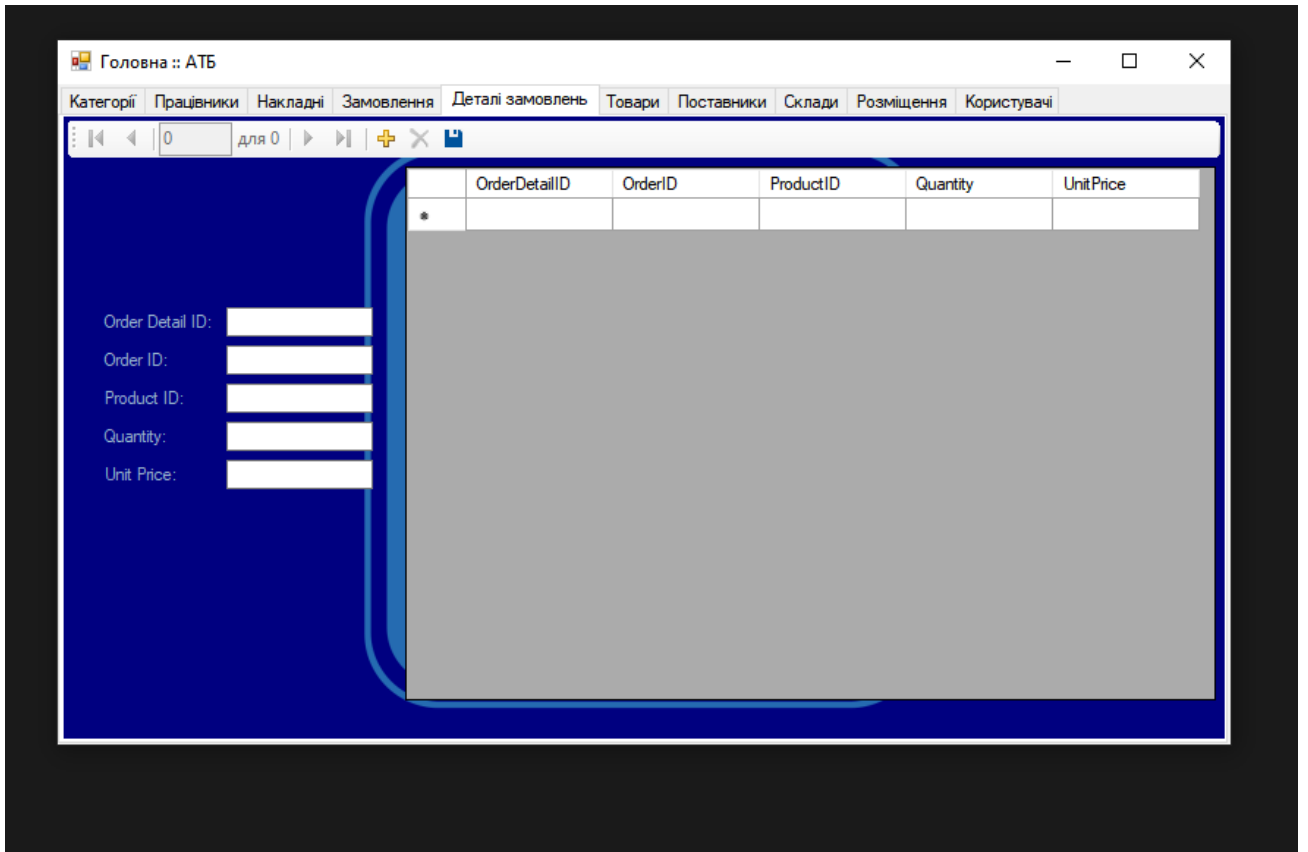 Головна :: АТБ
Категорії Працівники Накладні Замовлення Деталі замовлень Товари Поставники Склади Розміщення Користувачі
0 для 0
OrderDetailID OrderID ProductID Quantity UnitPrice
Order Detail ID:
Order ID:
Product ID:
Quantity:
Unit Price: